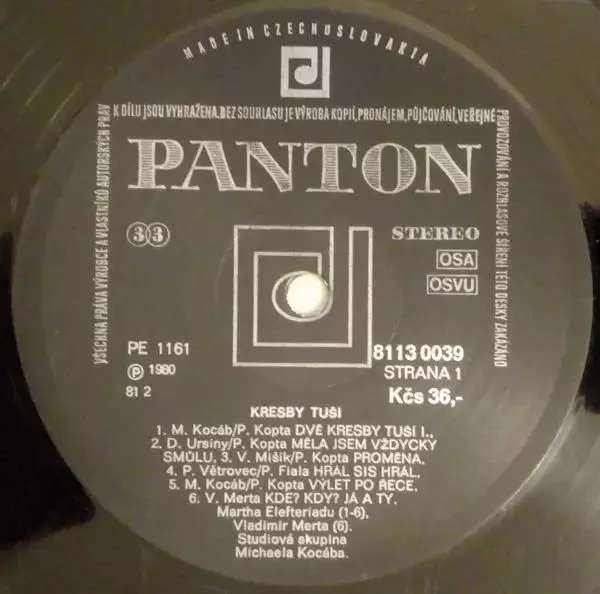 MADE IN CZECHOSLOVAKIA
VŠECHNA PRÁVA VÝROBCE A VLASTNÍKŮ AUTORSKÝCH PRÁV
K DÍLU JSOU VYHRAŽENA. BEZ SOUHLASU JE VÝROBA KOPIÍ, PRONÁJEM, PŮJČOVÁNÍ, VEŘEJNÉ
PROVOZOVÁNÍ A ROZHLASOVÉ ŠÍŘENÍ TÉTO DESKY ZAKÁZÁNO
PANTON
33
STEREO
OSA
OSVU
PE 1161
Ⓟ 1980
81 2
8113 0039
STRANA 1
Kčs 36,-
KRESBY TUŠÍ
1. M. Kocáb/P. Kopta DVĚ KRESBY TUŠÍ I.,
2. D. Ursiny/P. Kopta MĚLA JSEM VŽDYCKY
SMŮLU, 3. V. Mišík/P. Kopta PROMĚNA,
4. P. Větrovec/P. Fiala HRÁL SIS HRÁL,
5. M. Kocáb/P. Kopta VÝLET PO ŘECE,
6. V. Merta KDE? KDY? JÁ A TY.
Martha Elefteriadu (1-6),
Vladimír Merta (6).
Studiová skupina
Michaela Kocába.